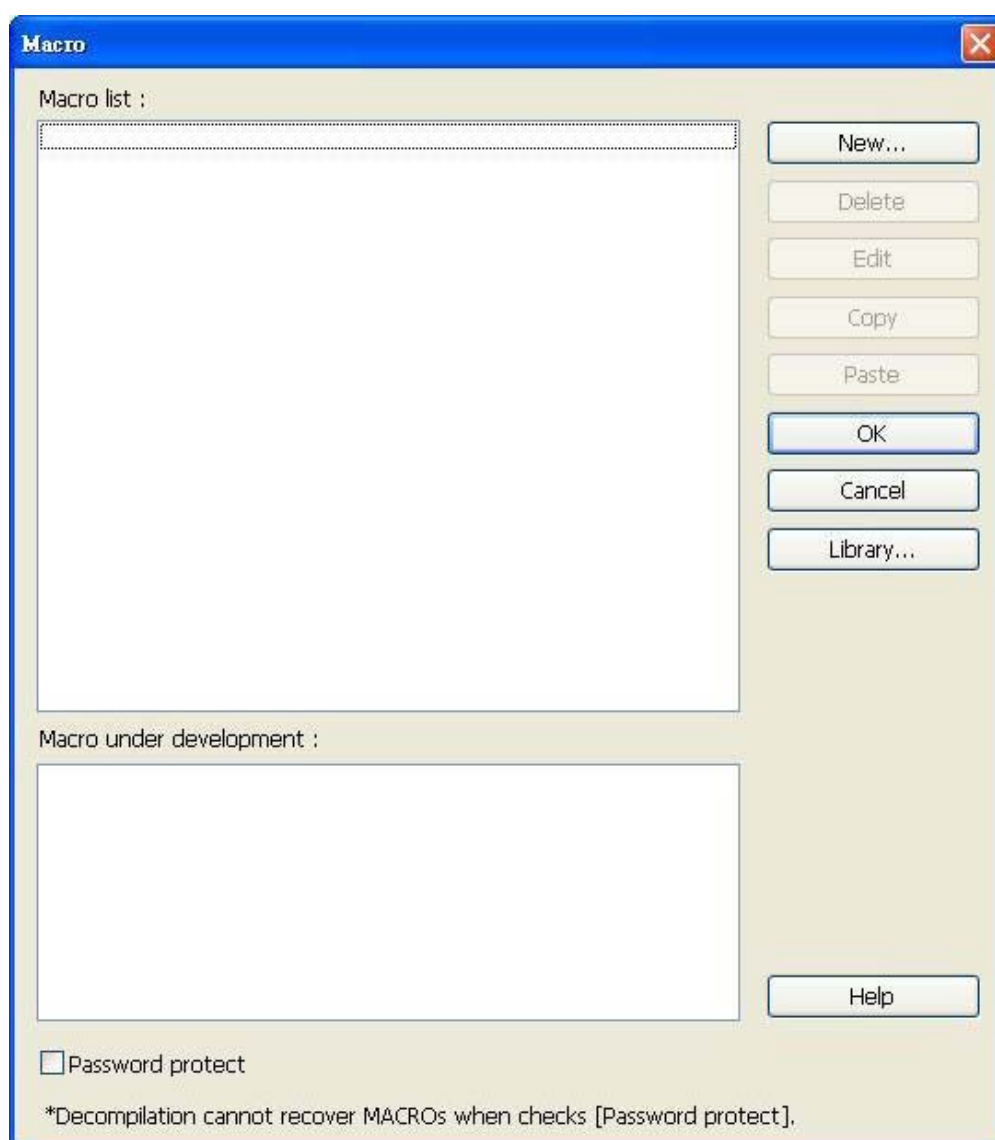 Macro
Macro list :
New...
Delete
Edit
Copy
Paste
OK
Cancel
Library...
Macro under development :
Help
Password protect
*Decompilation cannot recover MACROs when checks [Password protect].